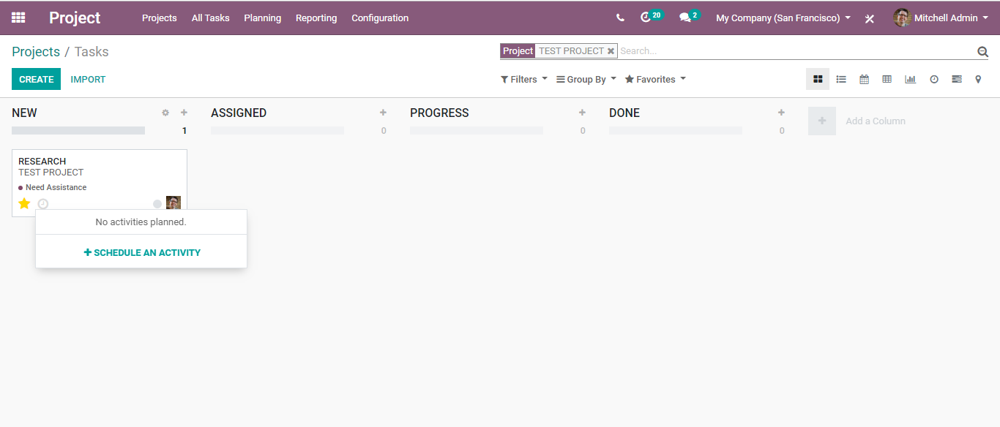 Project Projects All Tasks Planning Reporting Configuration 20 2 My Company (San Francisco) Mitchell Admin
Projects / Tasks
Project TEST PROJECT Search...
CREATE IMPORT
Filters Group By Favorites
NEW
1
ASSIGNED
0
PROGRESS
0
DONE
0
Add a Column
RESEARCH
TEST PROJECT
Need Assistance
No activities planned.
SCHEDULE AN ACTIVITY